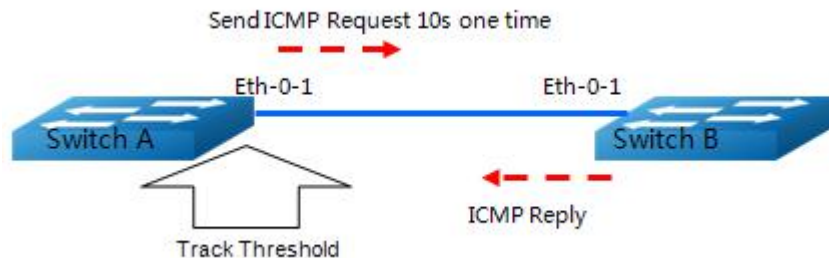 Send ICMP Request 10s one time
Eth-0-1
Eth-0-1
Switch A
Switch B
ICMP Reply
Track Threshold